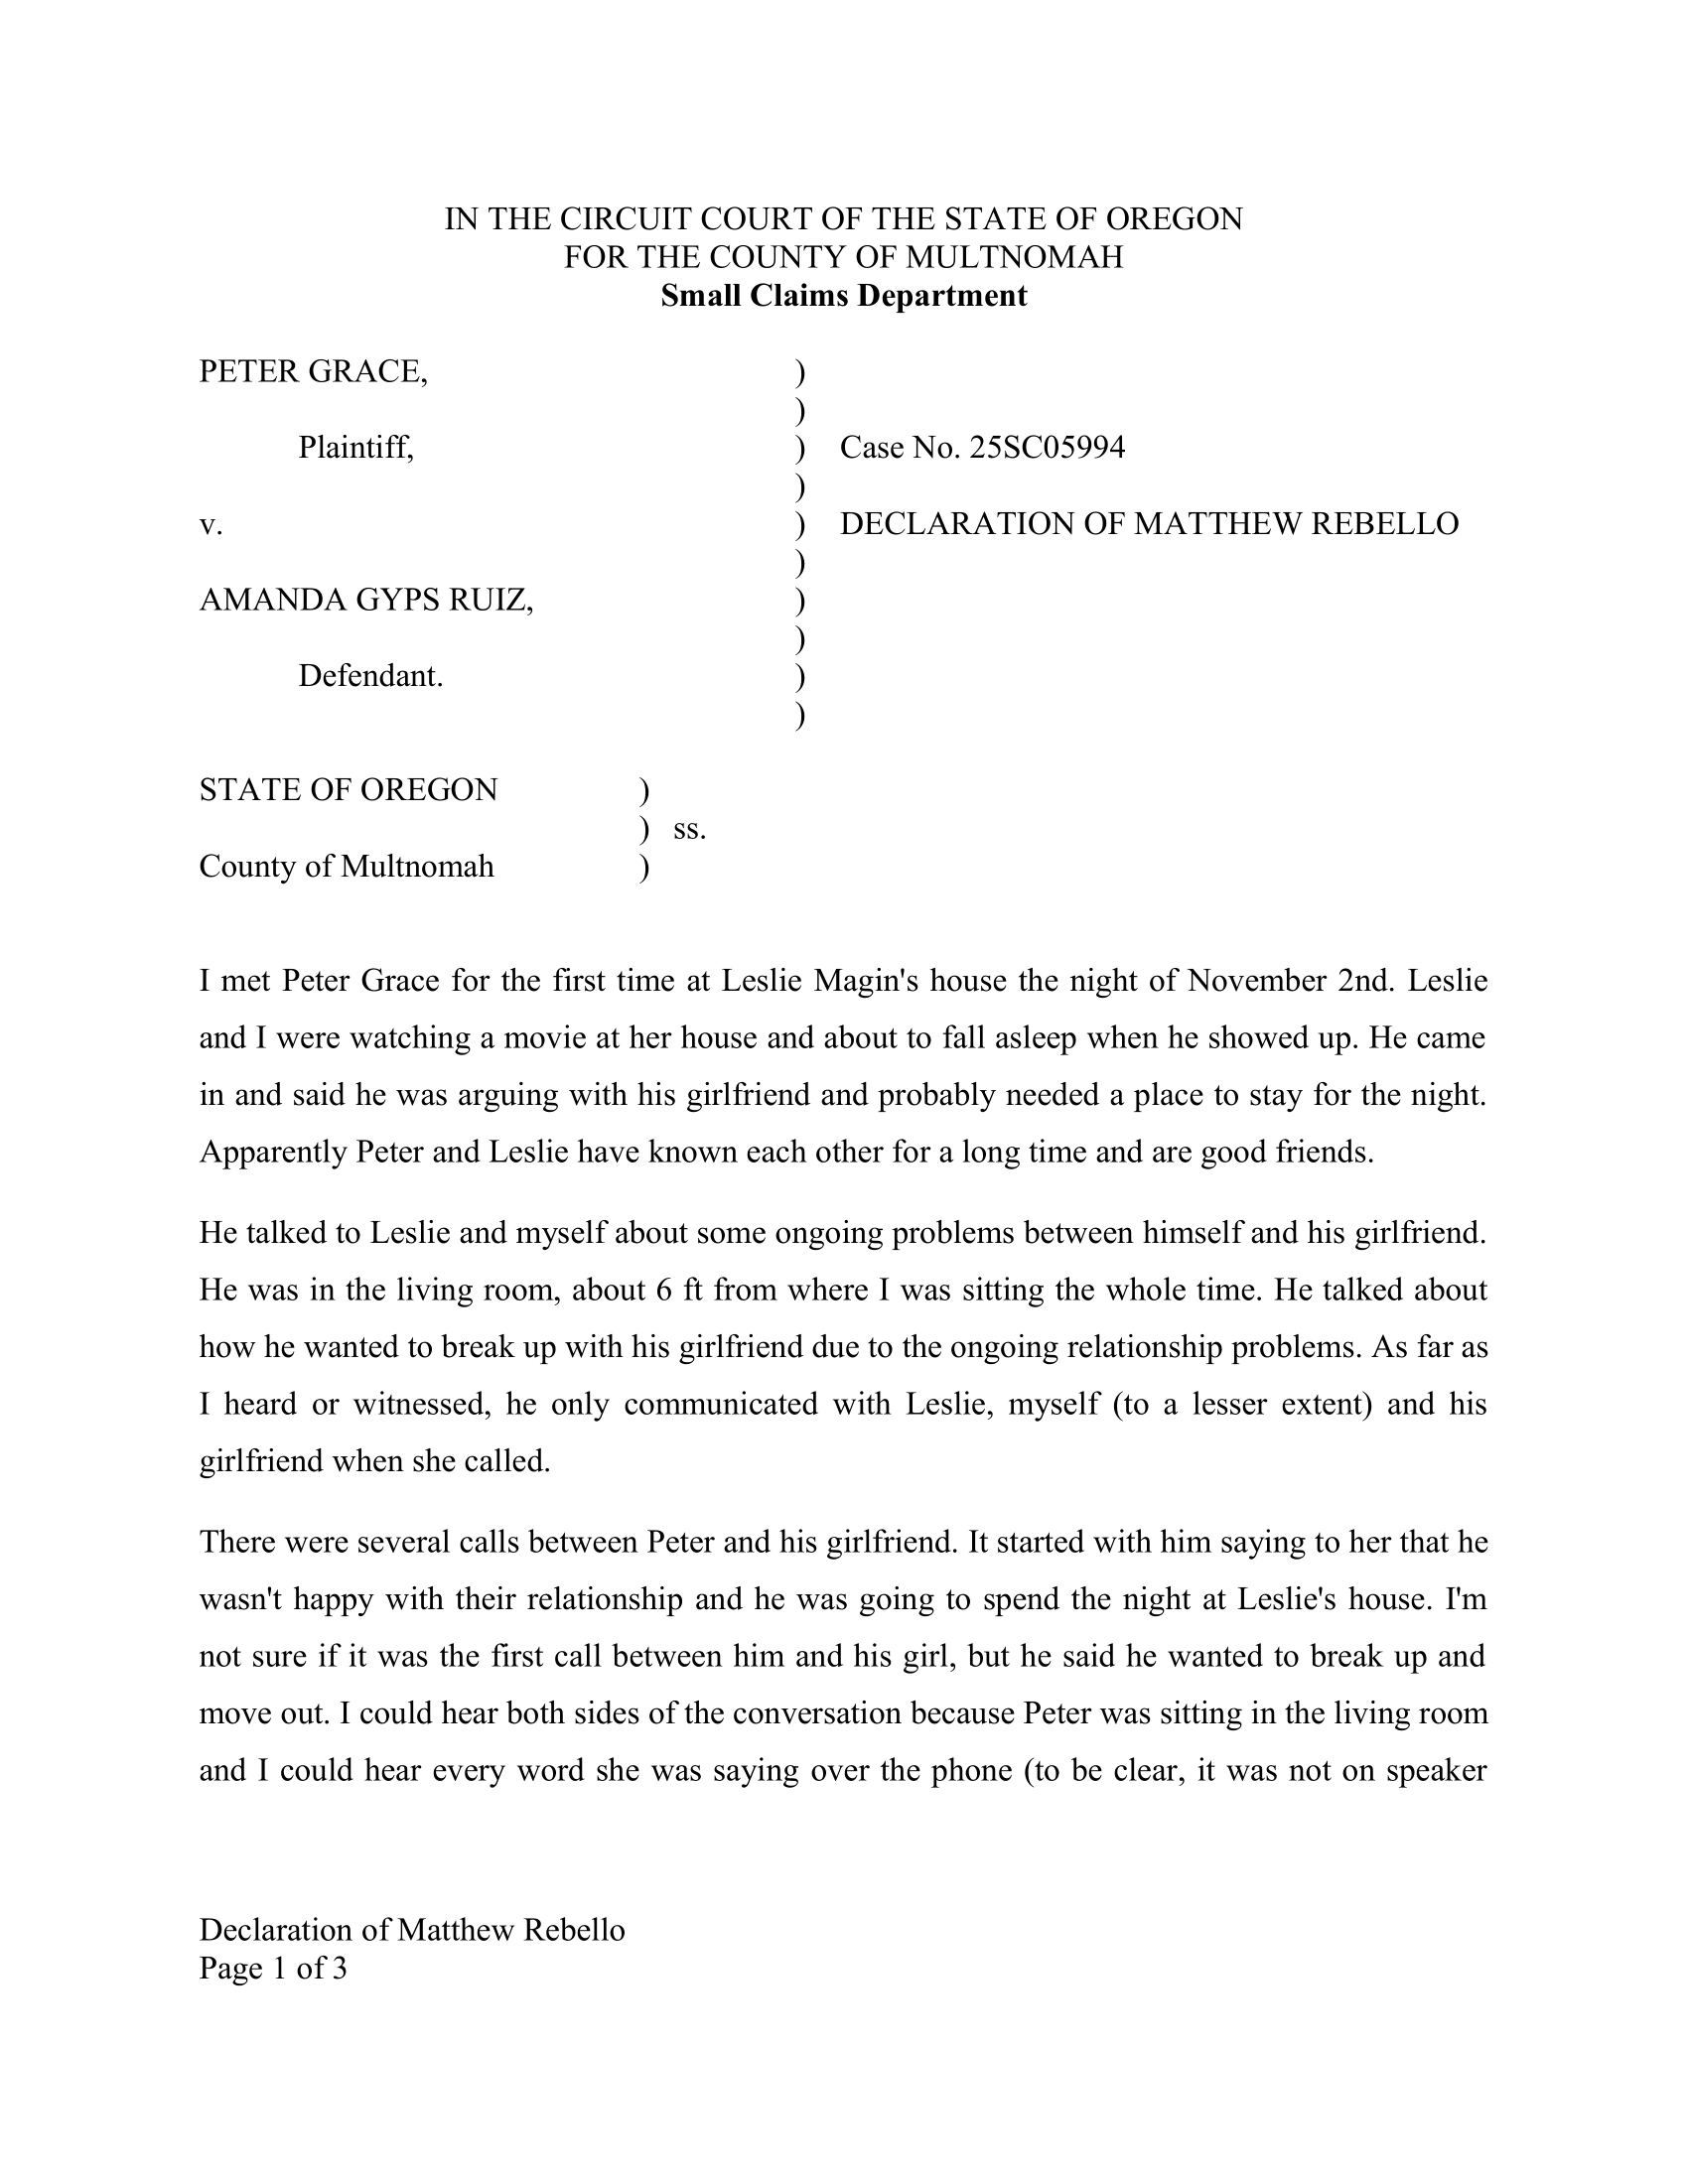 IN THE CIRCUIT COURT OF THE STATE OF OREGON
FOR THE COUNTY OF MULTNOMAH
Small Claims Department
PETER GRACE, )
)
Plaintiff, ) Case No. 25SC05994
)
v. ) DECLARATION OF MATTHEW REBELLO
)
AMANDA GYPS RUIZ, )
)
Defendant. )
)
STATE OF OREGON )
) ss.
County of Multnomah )
I met Peter Grace for the first time at Leslie Magin's house the night of November 2nd. Leslie
and I were watching a movie at her house and about to fall asleep when he showed up. He came
in and said he was arguing with his girlfriend and probably needed a place to stay for the night.
Apparently Peter and Leslie have known each other for a long time and are good friends.
He talked to Leslie and myself about some ongoing problems between himself and his girlfriend.
He was in the living room, about 6 ft from where I was sitting the whole time. He talked about
how he wanted to break up with his girlfriend due to the ongoing relationship problems. As far as
I heard or witnessed, he only communicated with Leslie, myself (to a lesser extent) and his
girlfriend when she called.
There were several calls between Peter and his girlfriend. It started with him saying to her that he
wasn't happy with their relationship and he was going to spend the night at Leslie's house. I'm
not sure if it was the first call between him and his girl, but he said he wanted to break up and
move out. I could hear both sides of the conversation because Peter was sitting in the living room
and I could hear every word she was saying over the phone (to be clear, it was not on speaker
Declaration of Matthew Rebello
Page 1 of 3